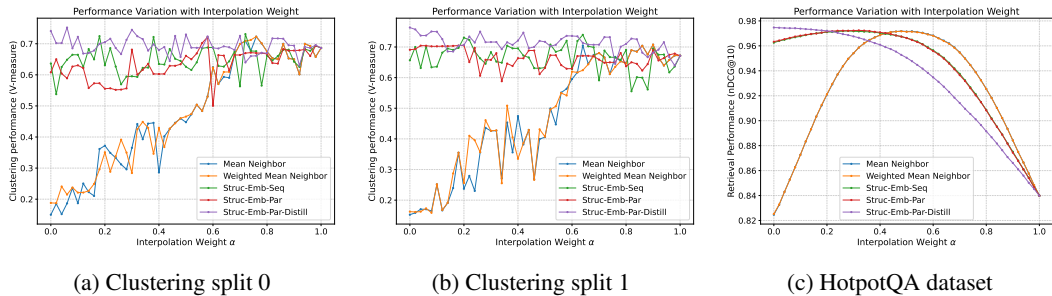 Performance Variation with Interpolation Weight
Clustering performance (V-measure)
0.7
0.6
0.5
0.4
0.3
0.2
0.0 0.2 0.4 0.6 0.8 1.0
Interpolation Weight α
Mean Neighbor
Weighted Mean Neighbor
Struc-Emb-Seq
Struc-Emb-Par
Struc-Emb-Par-Distill
(a) Clustering split 0
Performance Variation with Interpolation Weight
Clustering performance (V-measure)
0.7
0.6
0.5
0.4
0.3
0.2
0.0 0.2 0.4 0.6 0.8 1.0
Interpolation Weight α
Mean Neighbor
Weighted Mean Neighbor
Struc-Emb-Seq
Struc-Emb-Par
Struc-Emb-Par-Distill
(b) Clustering split 1
Performance Variation with Interpolation Weight
Retrieval Performance (nDCG@10)
0.98
0.96
0.94
0.92
0.90
0.88
0.86
0.84
0.82
0.0 0.2 0.4 0.6 0.8 1.0
Interpolation Weight α
Mean Neighbor
Weighted Mean Neighbor
Struc-Emb-Seq
Struc-Emb-Par
Struc-Emb-Par-Distill
(c) HotpotQA dataset